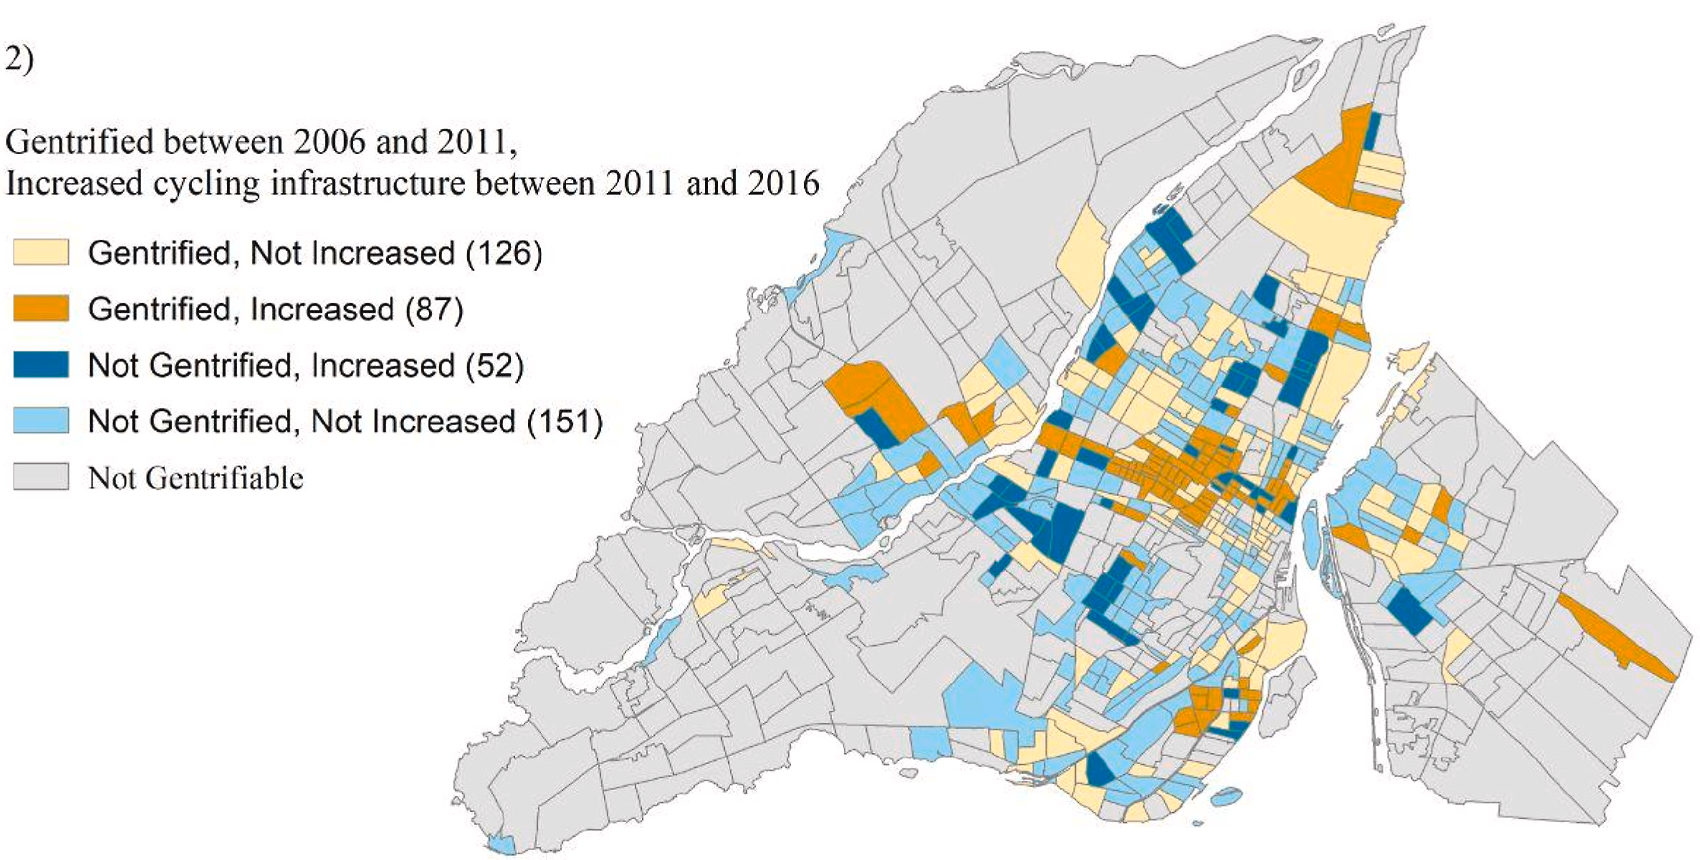 2)
Gentrified between 2006 and 2011,
Increased cycling infrastructure between 2011 and 2016
Gentrified, Not Increased (126)
Gentrified, Increased (87)
Not Gentrified, Increased (52)
Not Gentrified, Not Increased (151)
Not Gentrifiable